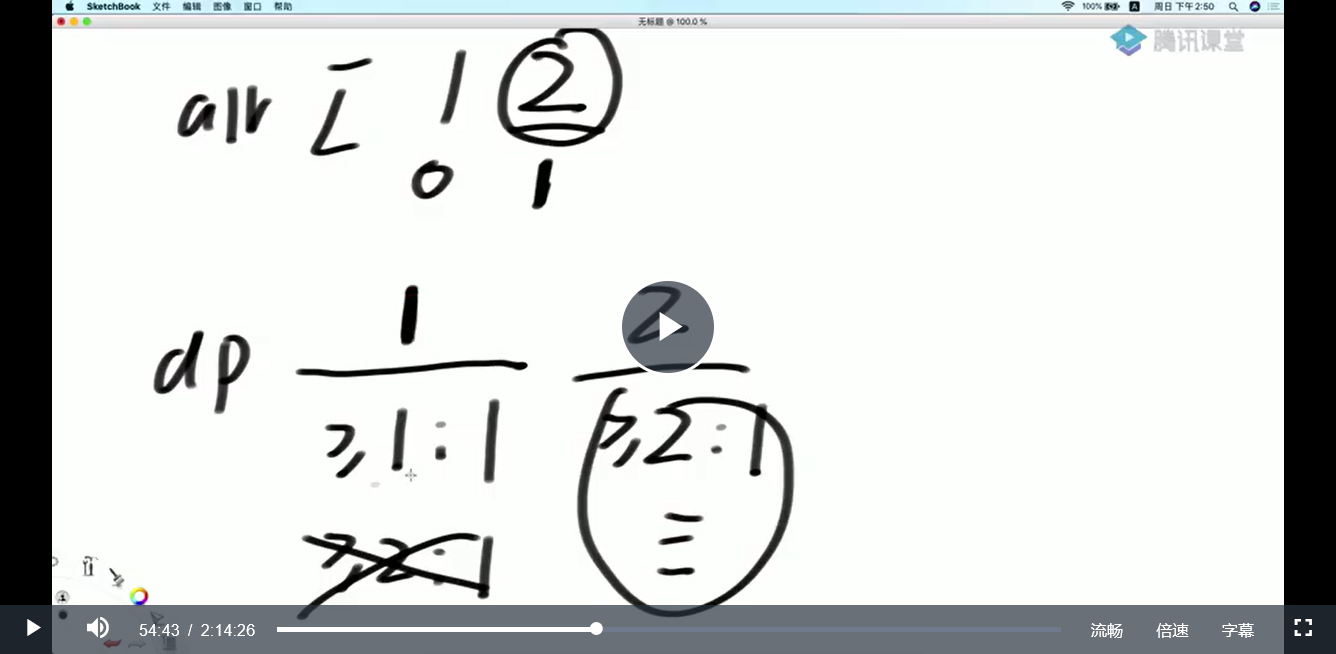 SketchBook 文件 编辑 图像 窗口 帮助 100% A 周日 下午2:50
无标题 @ 100.0 %
腾讯课堂
arr [ 1 2
0 1
1 2
dp
≥,1:1 ≥,2:1
≥,2:1
54:43 / 2:14:26 流畅 倍速 字幕